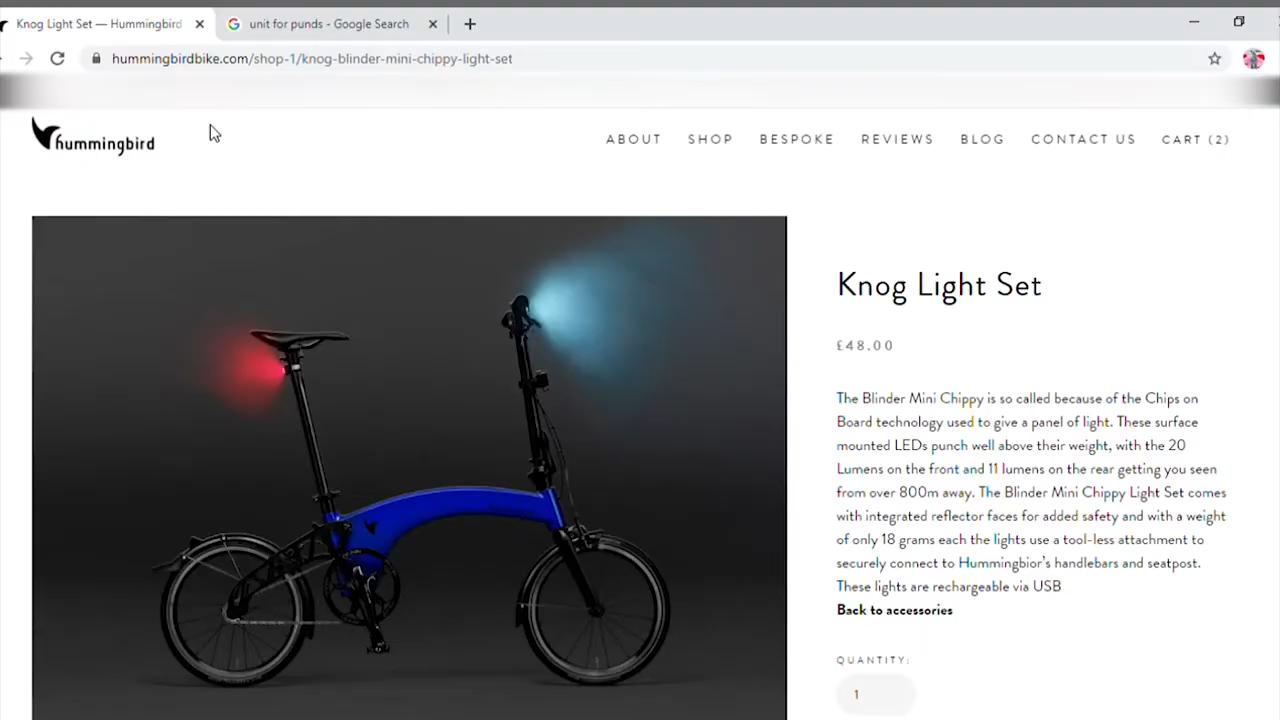 Knog Light Set — Hummingbird
unit for punds - Google Search
hummingbirdbike.com/shop-1/knog-blinder-mini-chippy-light-set
hummingbird
ABOUT SHOP BESPOKE REVIEWS BLOG CONTACT US CART (2)
Knog Light Set
£48.00
The Blinder Mini Chippy is so called because of the Chips on
Board technology used to give a panel of light. These surface
mounted LEDs punch well above their weight, with the 20
Lumens on the front and 11 lumens on the rear getting you seen
from over 800m away. The Blinder Mini Chippy Light Set comes
with integrated reflector faces for added safety and with a weight
of only 18 grams each the lights use a tool-less attachment to
securely connect to Hummingbior's handlebars and seatpost.
These lights are rechargeable via USB
Back to accessories
QUANTITY:
1